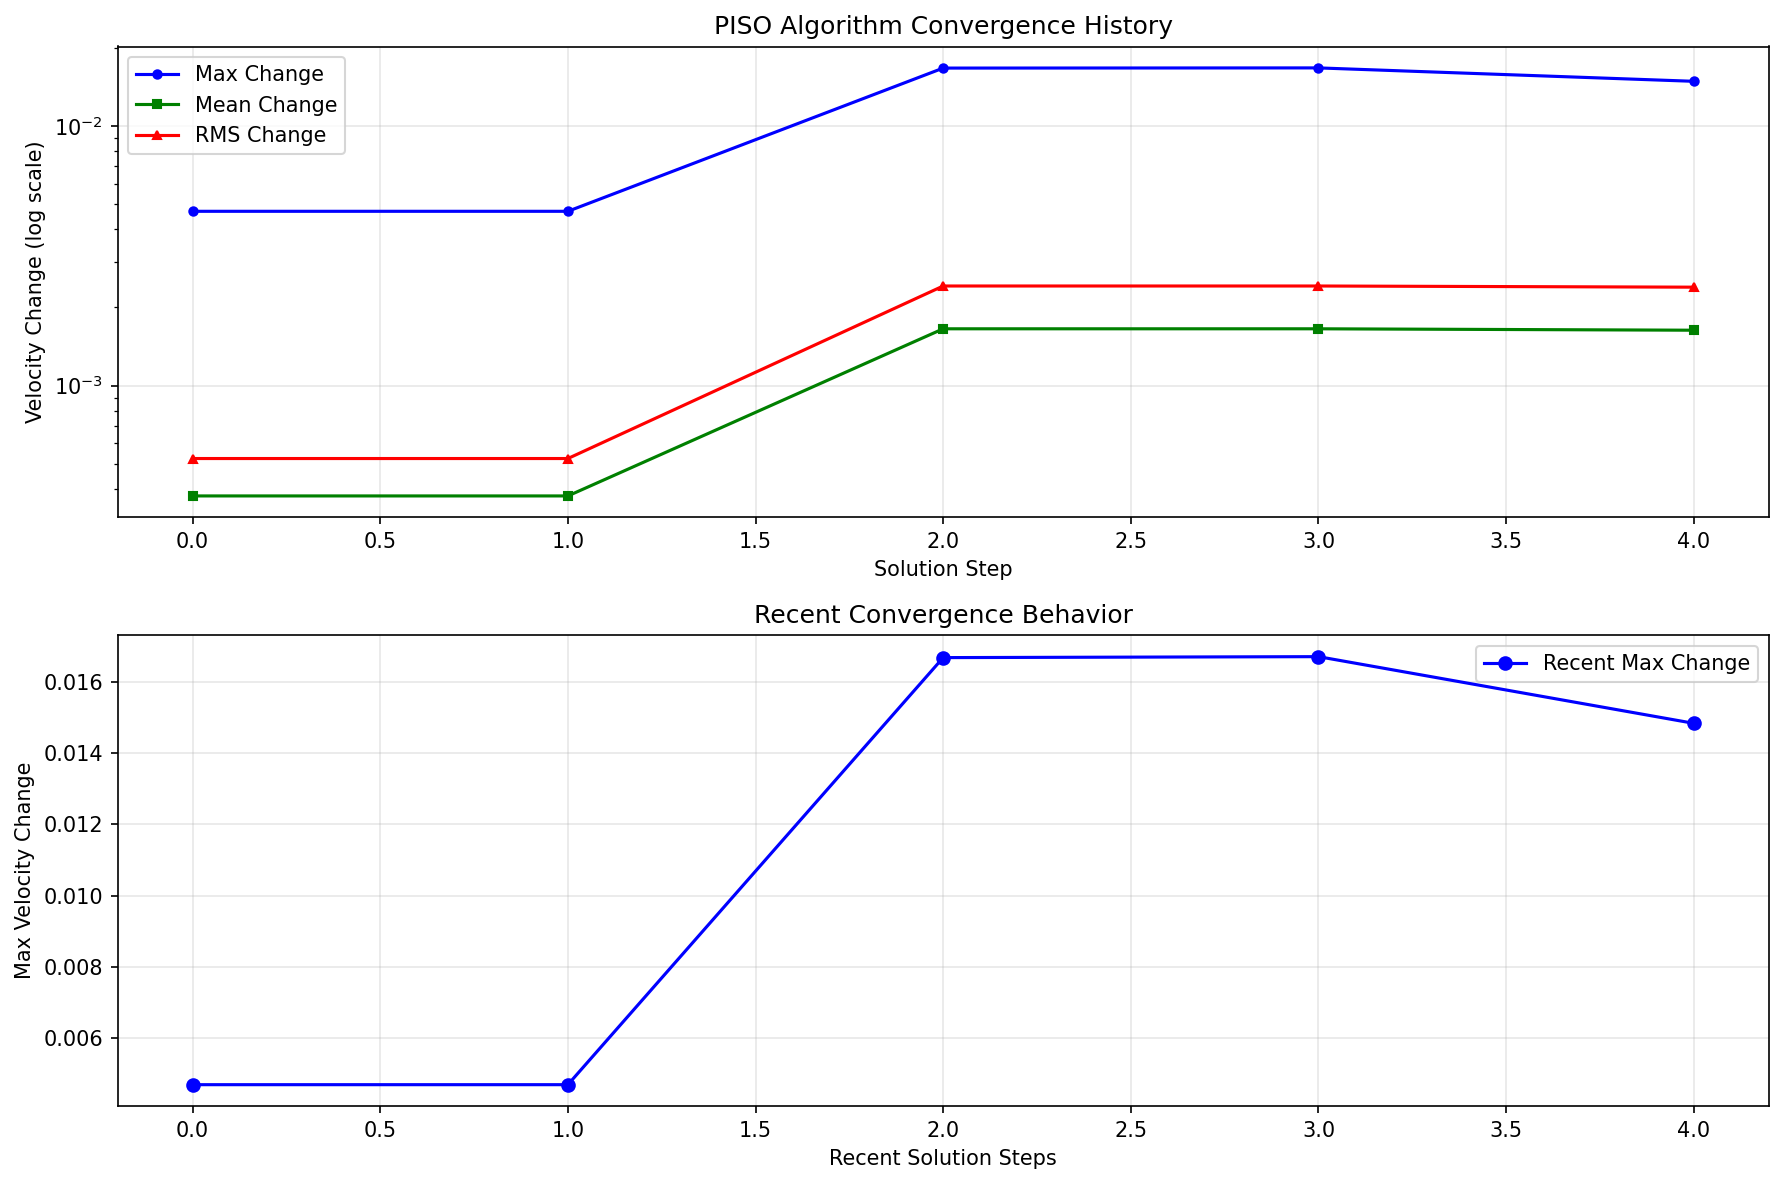 PISO Algorithm Convergence History
Max Change
Mean Change
RMS Change
Velocity Change (log scale)
10⁻²
10⁻³
0.0 0.5 1.0 1.5 2.0 2.5 3.0 3.5 4.0
Solution Step
Recent Convergence Behavior
Recent Max Change
Max Velocity Change
0.016
0.014
0.012
0.010
0.008
0.006
0.0 0.5 1.0 1.5 2.0 2.5 3.0 3.5 4.0
Recent Solution Steps